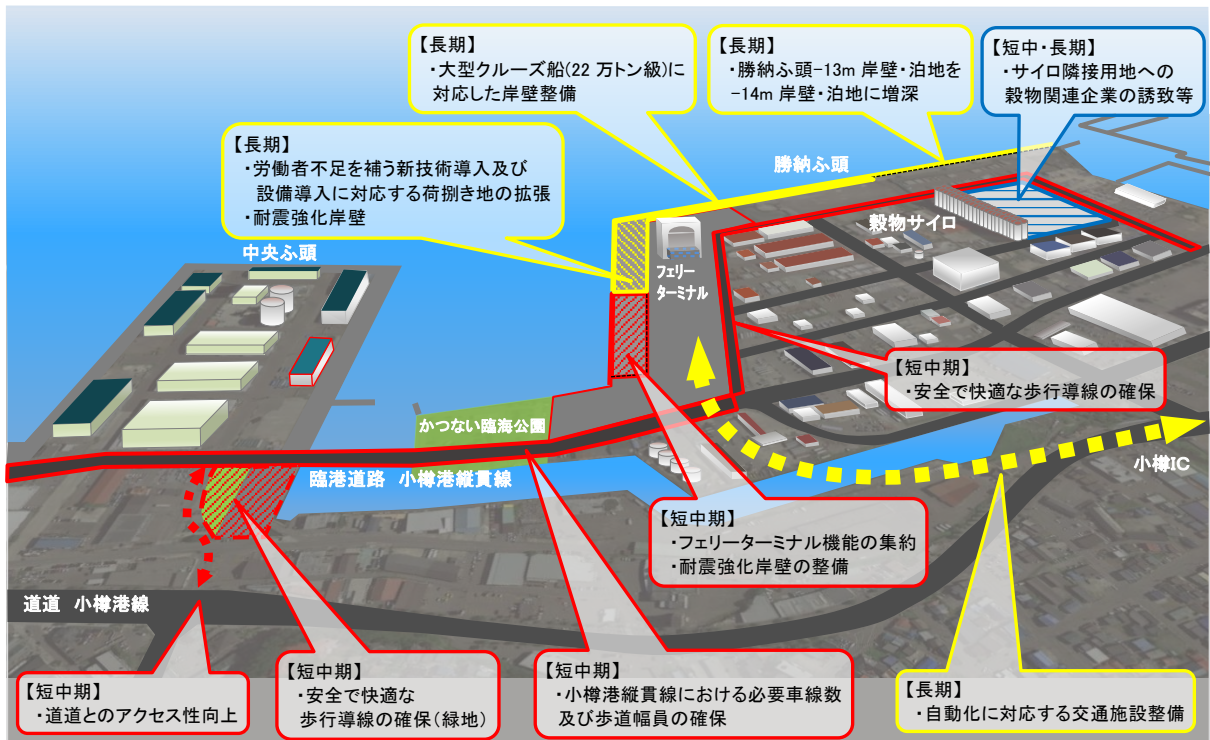 【長期】
・大型クルーズ船(22 万トン級)に
対応した岸壁整備
【長期】
・勝納ふ頭-13m 岸壁・泊地を
-14m 岸壁・泊地に増深
【短中・長期】
・サイロ隣接用地への
穀物関連企業の誘致等
【長期】
・労働者不足を補う新技術導入及び
設備導入に対応する荷捌き地の拡張
・耐震強化岸壁
勝納ふ頭
穀物サイロ
中央ふ頭
フェリー
ターミナル
【短中期】
・安全で快適な歩行導線の確保
かつない臨海公園
臨港道路 小樽港縦貫線
小樽IC
【短中期】
・フェリーターミナル機能の集約
・耐震強化岸壁の整備
道道 小樽港線
【短中期】
・道道とのアクセス性向上
【短中期】
・安全で快適な
歩行導線の確保(緑地)
【短中期】
・小樽港縦貫線における必要車線数
及び歩道幅員の確保
【長期】
・自動化に対応する交通施設整備